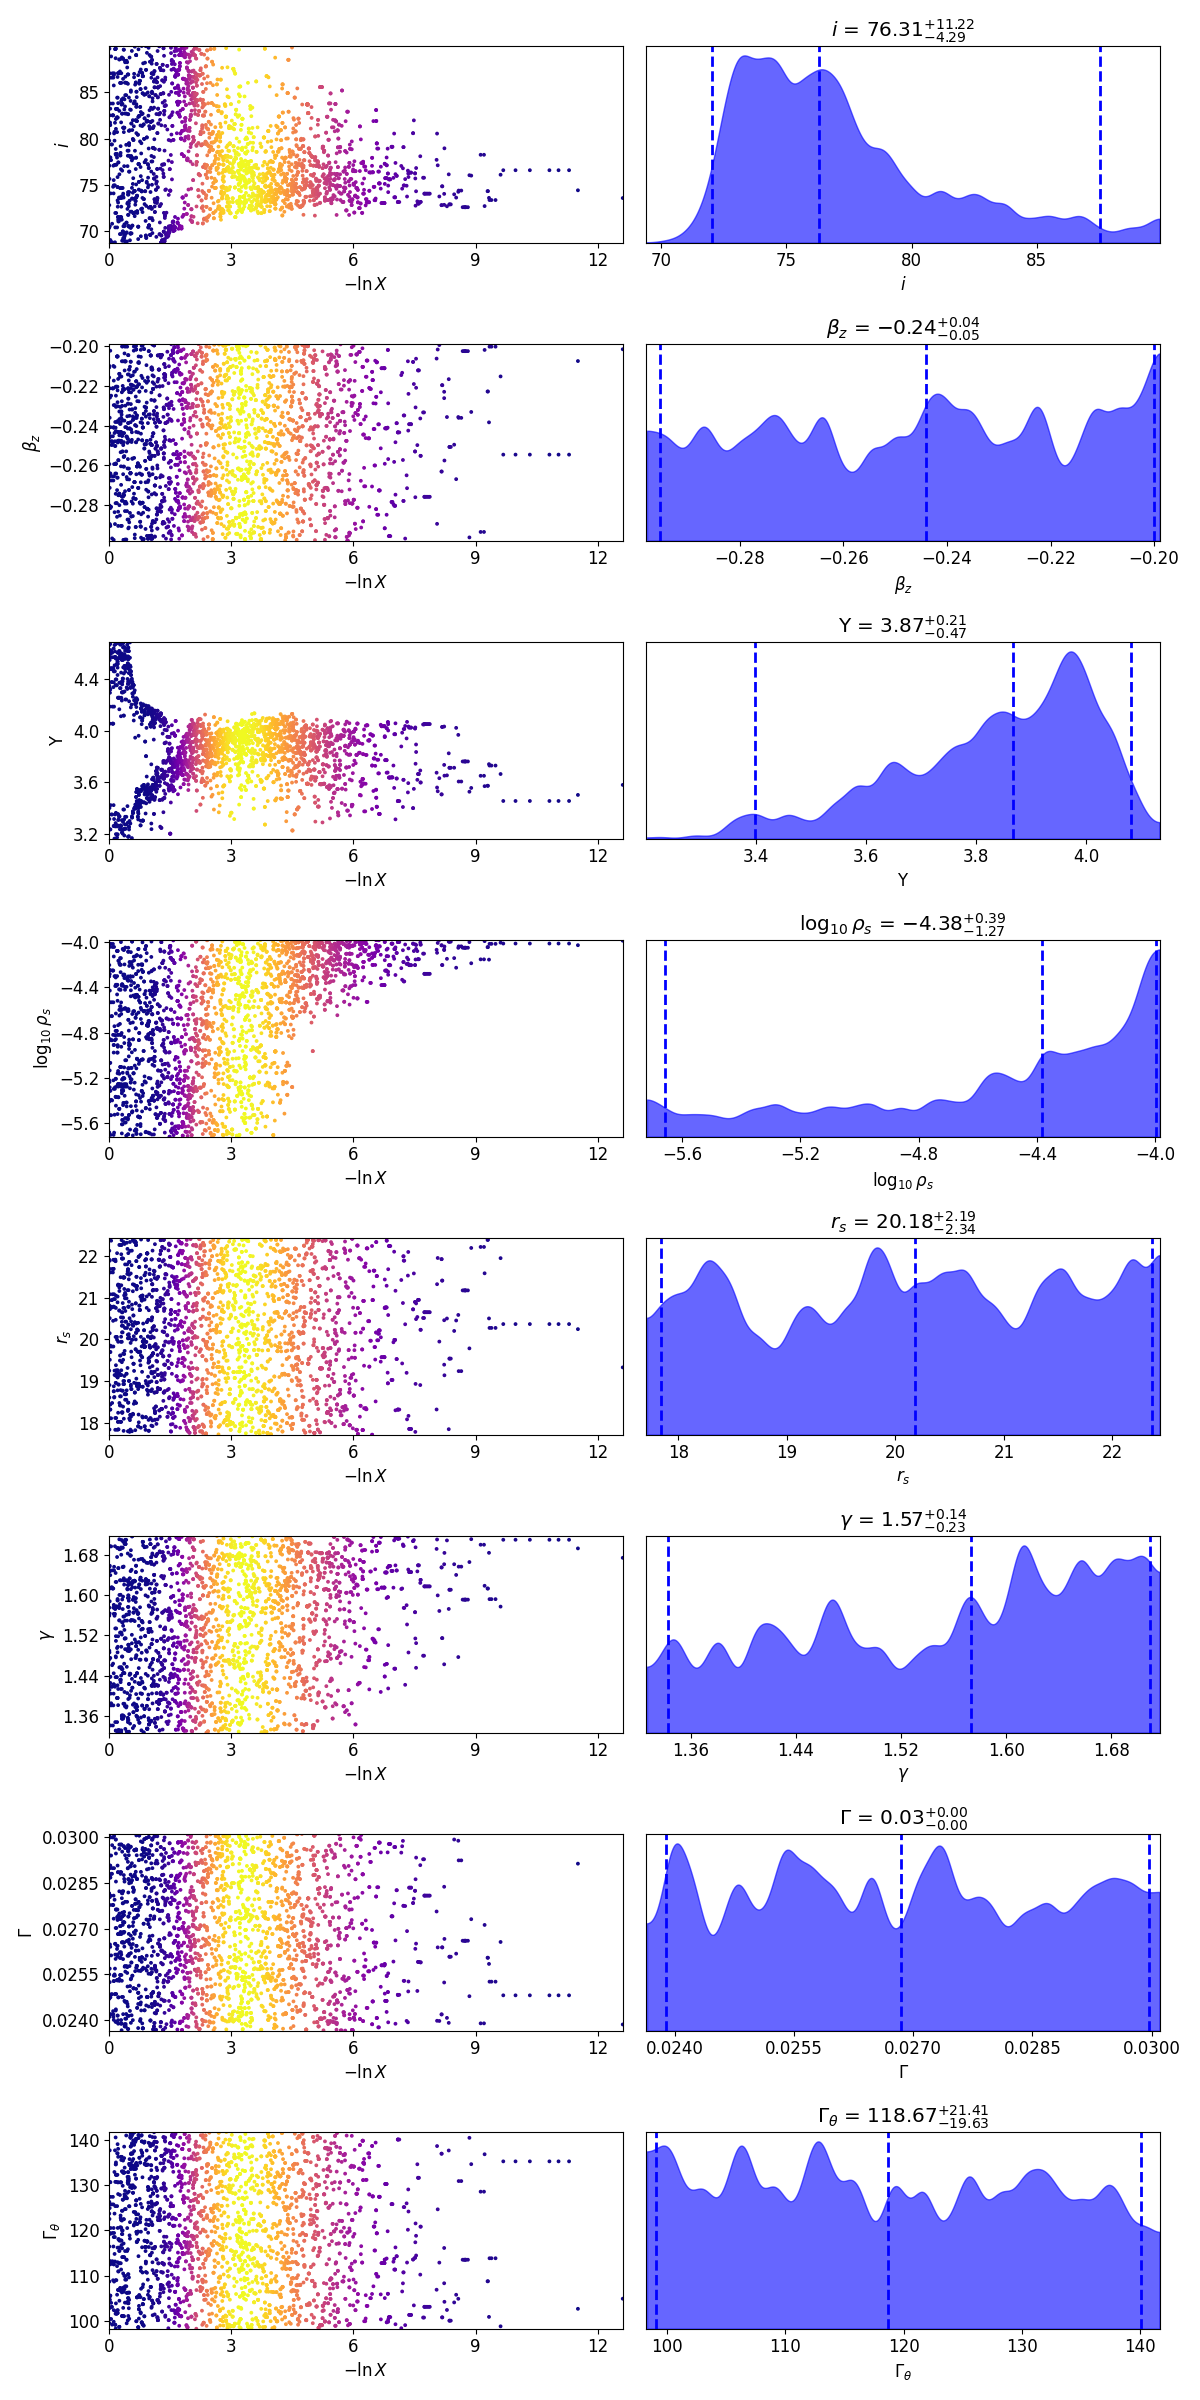 i = 76.31 +11.22 −4.29
85
80
75
70
i
0 3 6 9 12
−ln X
70 75 80 85
i
β_z = −0.24 +0.04 −0.05
−0.20
−0.22
−0.24
−0.26
−0.28
β_z
0 3 6 9 12
−ln X
−0.28 −0.26 −0.24 −0.22 −0.20
β_z
Υ = 3.87 +0.21 −0.47
4.4
4.0
3.6
3.2
Υ
0 3 6 9 12
−ln X
3.4 3.6 3.8 4.0
Υ
log₁₀ ρ_s = −4.38 +0.39 −1.27
−4.0
−4.4
−4.8
−5.2
−5.6
log₁₀ ρ_s
0 3 6 9 12
−ln X
−5.6 −5.2 −4.8 −4.4 −4.0
log₁₀ ρ_s
r_s = 20.18 +2.19 −2.34
22
21
20
19
18
r_s
0 3 6 9 12
−ln X
18 19 20 21 22
r_s
γ = 1.57 +0.14 −0.23
1.68
1.60
1.52
1.44
1.36
γ
0 3 6 9 12
−ln X
1.36 1.44 1.52 1.60 1.68
γ
Γ = 0.03 +0.00 −0.00
0.0300
0.0285
0.0270
0.0255
0.0240
Γ
0 3 6 9 12
−ln X
0.0240 0.0255 0.0270 0.0285 0.0300
Γ
Γ_θ = 118.67 +21.41 −19.63
140
130
120
110
100
Γ_θ
0 3 6 9 12
−ln X
100 110 120 130 140
Γ_θ